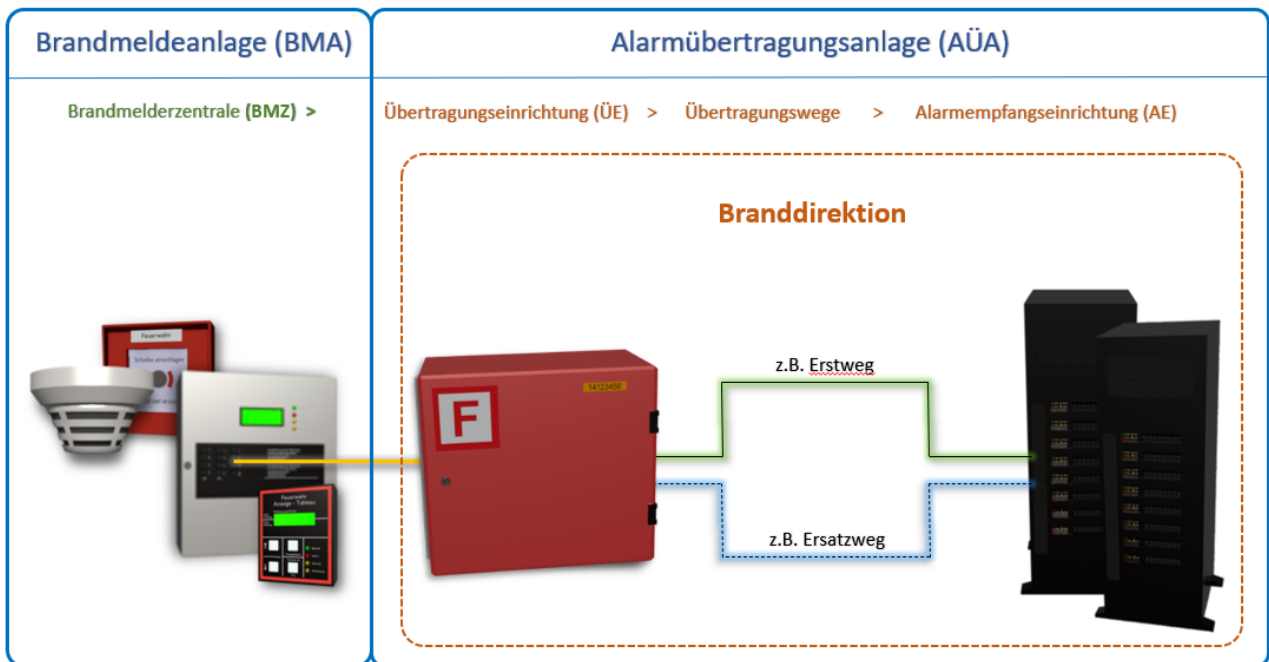 Brandmeldeanlage (BMA)
Alarmübertragungsanlage (AÜA)
Brandmelderzentrale (BMZ) >
Übertragungseinrichtung (ÜE) > Übertragungswege > Alarmempfangseinrichtung (AE)
Branddirektion
Feuerwehr
Scheibe einschlagen
14123456
F
z.B. Erstweg
z.B. Ersatzweg
Feuerwehr
Anzeige - Tableau